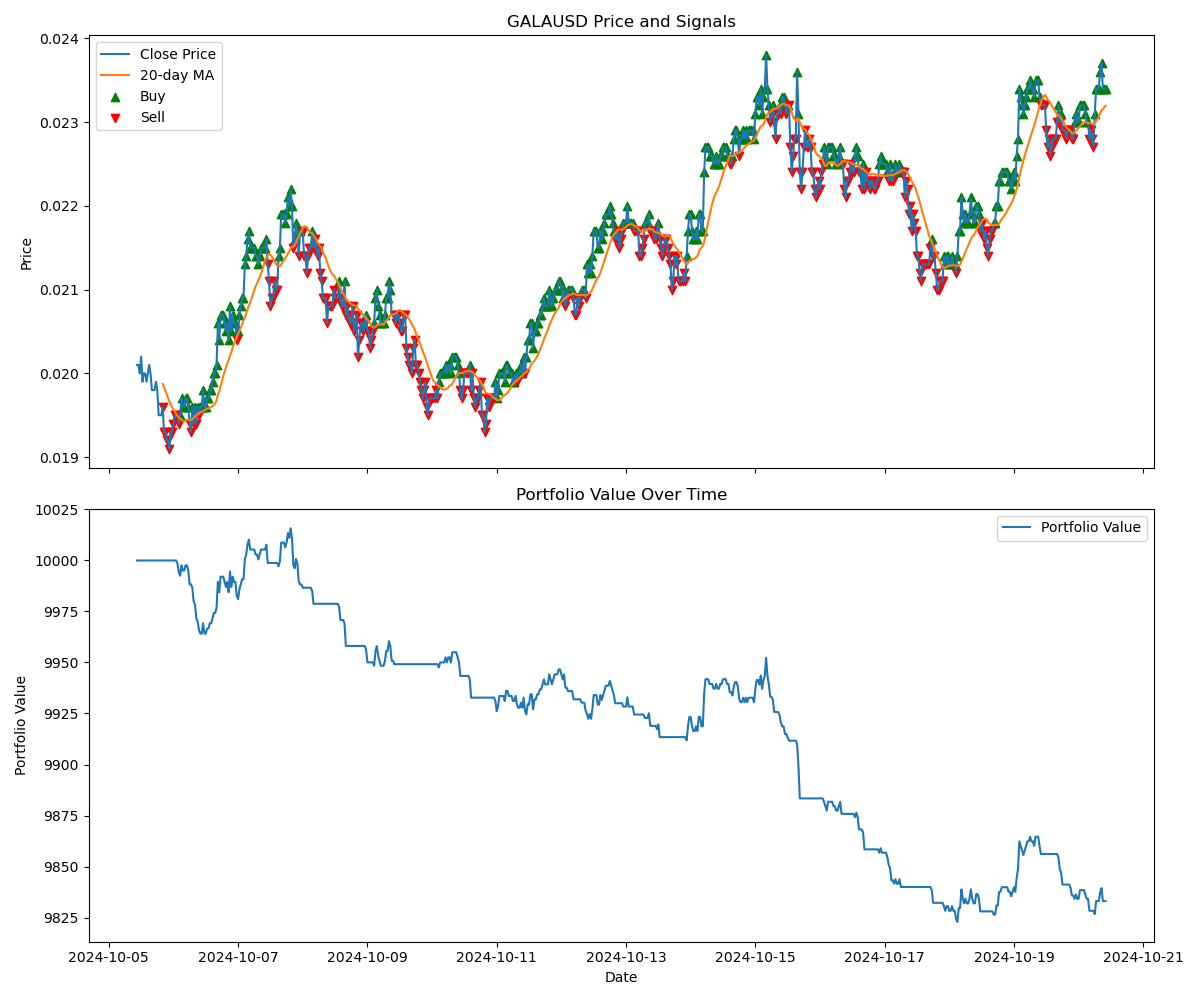 GALAUSD Price and Signals
0.024
0.023
0.022
0.021
0.020
0.019
Price
Close Price
20-day MA
Buy
Sell
Portfolio Value Over Time
10025
10000
9975
9950
9925
9900
9875
9850
9825
Portfolio Value
Portfolio Value
2024-10-05
2024-10-07
2024-10-09
2024-10-11
2024-10-13
2024-10-15
2024-10-17
2024-10-19
2024-10-21
Date